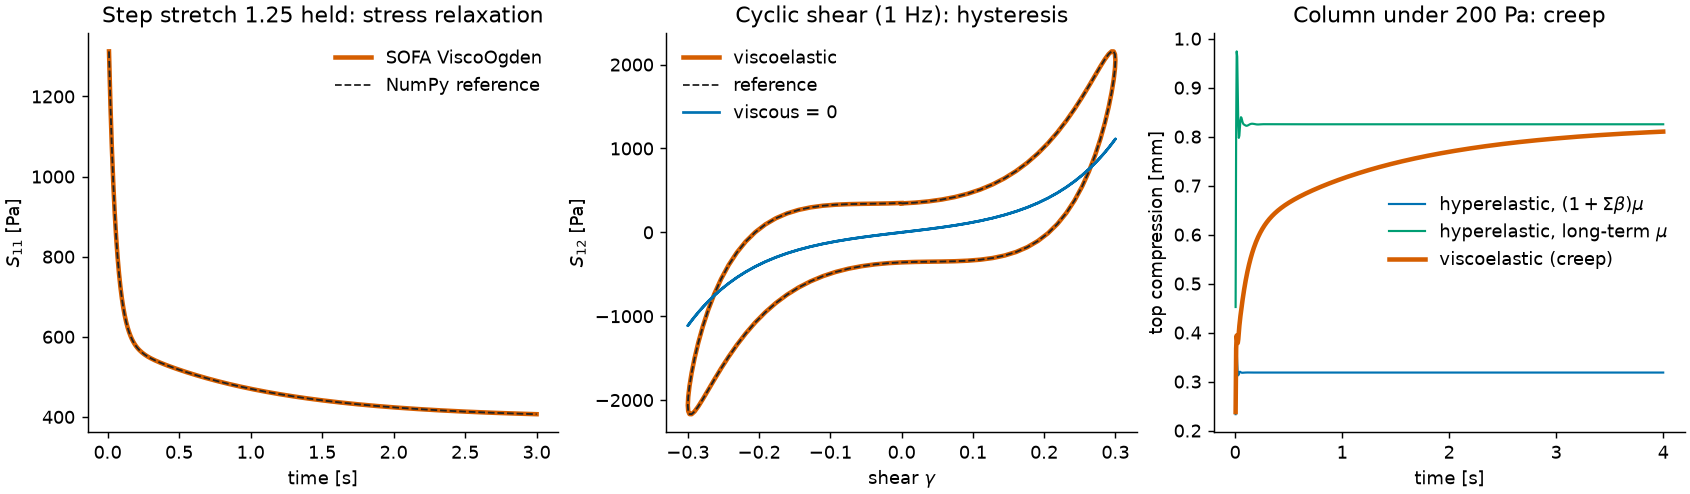 Step stretch 1.25 held: stress relaxation
SOFA ViscoOgden
NumPy reference
1200
1000
800
600
400
S₁₁ [Pa]
0.0 0.5 1.0 1.5 2.0 2.5 3.0
time [s]
Cyclic shear (1 Hz): hysteresis
viscoelastic
reference
viscous = 0
2000
1000
0
−1000
−2000
S₁₂ [Pa]
−0.3 −0.2 −0.1 0.0 0.1 0.2 0.3
shear γ
Column under 200 Pa: creep
hyperelastic, (1 + Σβ)μ
hyperelastic, long-term μ
viscoelastic (creep)
1.0
0.9
0.8
0.7
0.6
0.5
0.4
0.3
0.2
top compression [mm]
0 1 2 3 4
time [s]